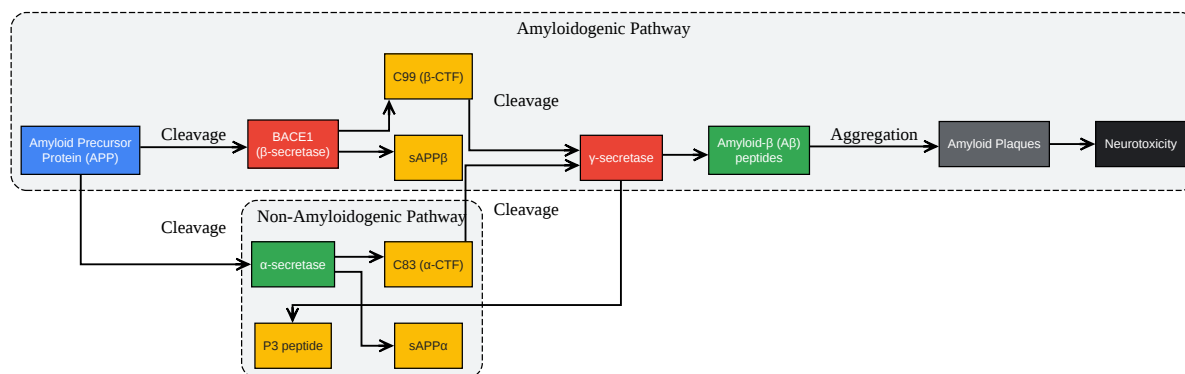 Amyloidogenic Pathway
C99 (β-CTF)
Cleavage
Cleavage
Amyloid Precursor
Protein (APP)
BACE1
(β-secretase)
sAPPβ
γ-secretase
Amyloid-β (Aβ)
peptides
Aggregation
Amyloid Plaques
Neurotoxicity
Cleavage
Non-Amyloidogenic Pathway
Cleavage
α-secretase
C83 (α-CTF)
P3 peptide
sAPPα